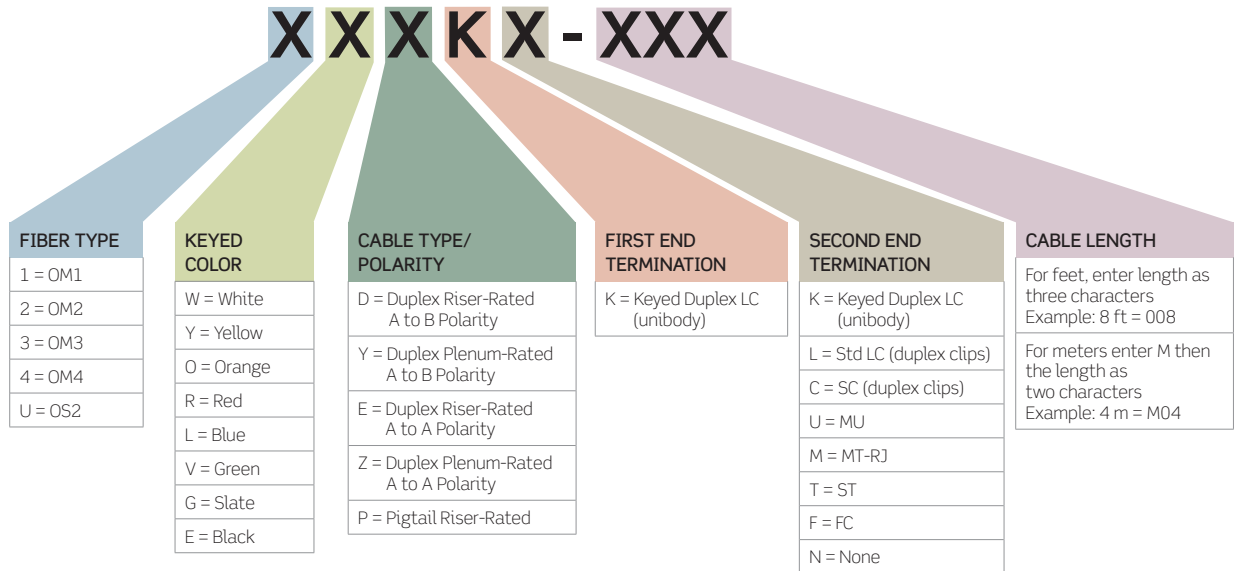 XXXKX-XXX
FIBER TYPE
1 = OM1
2 = OM2
3 = OM3
4 = OM4
U = OS2
KEYED
COLOR
W = White
Y = Yellow
O = Orange
R = Red
L = Blue
V = Green
G = Slate
E = Black
CABLE TYPE/
POLARITY
D = Duplex Riser-Rated
A to B Polarity
Y = Duplex Plenum-Rated
A to B Polarity
E = Duplex Riser-Rated
A to A Polarity
Z = Duplex Plenum-Rated
A to A Polarity
P = Pigtail Riser-Rated
FIRST END
TERMINATION
K = Keyed Duplex LC
(unibody)
SECOND END
TERMINATION
K = Keyed Duplex LC
(unibody)
L = Std LC (duplex clips)
C = SC (duplex clips)
U = MU
M = MT-RJ
T = ST
F = FC
N = None
CABLE LENGTH
For feet, enter length as
three characters
Example: 8 ft = 008
For meters enter M then
the length as
two characters
Example: 4 m = M04